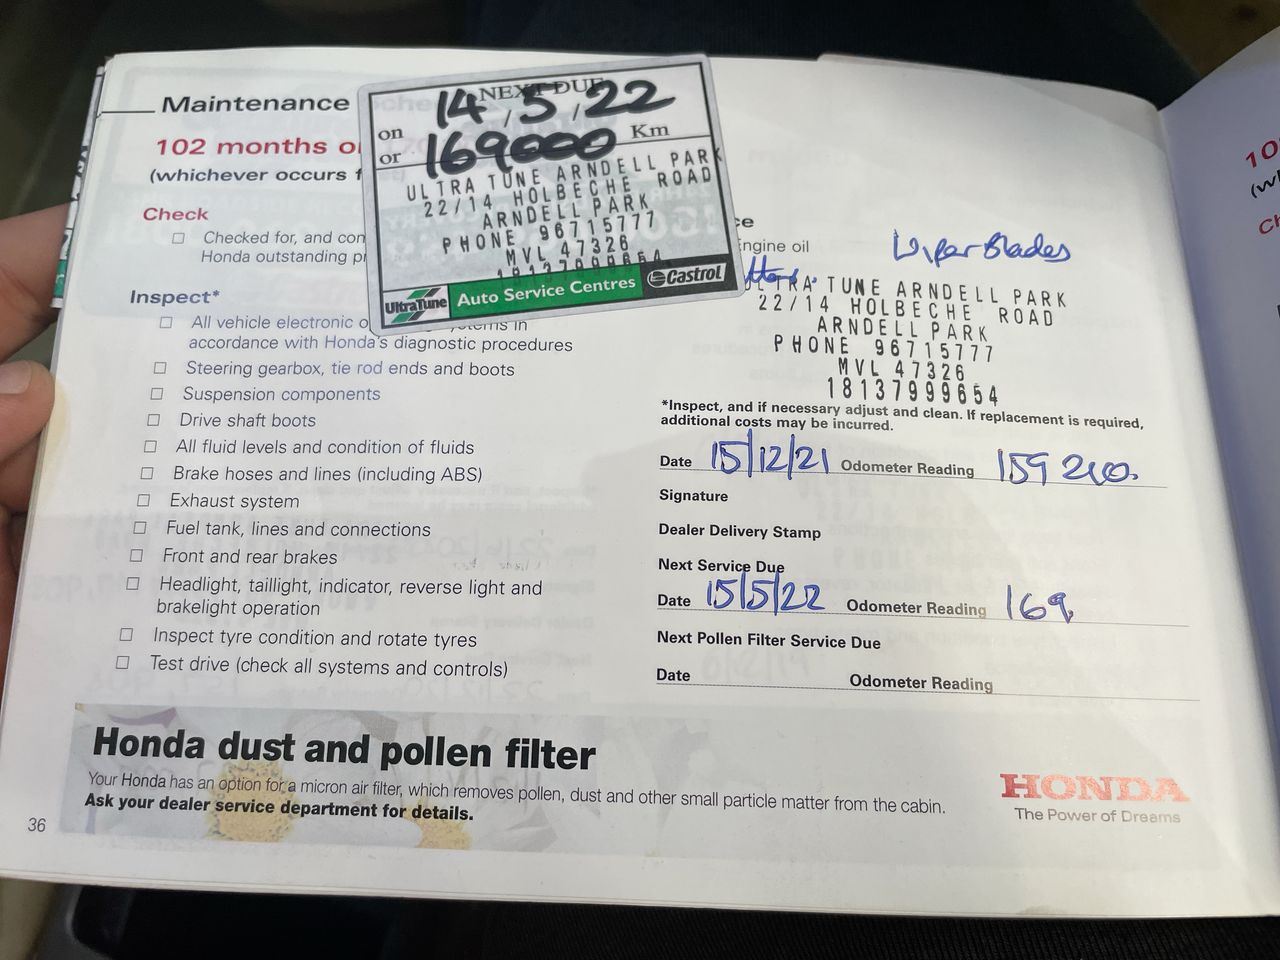 Maintenance
102 months o
(whichever occurs f
Check
Checked for, and con
Honda outstanding p
Inspect*
All vehicle electronic o
systems in
accordance with Honda's diagnostic procedures
Steering gearbox, tie rod ends and boots
Suspension components
Drive shaft boots
All fluid levels and condition of fluids
Brake hoses and lines (including ABS)
Exhaust system
Fuel tank, lines and connections
Front and rear brakes
Headlight, taillight, indicator, reverse light and
brakelight operation
Inspect tyre condition and rotate tyres
Test drive (check all systems and controls)
NEXT DUE
on 14/5/22
or 169000 Km
ULTRA TUNE ARNDELL PARK
22/14 HOLBECHE ROAD
ARNDELL PARK
PHONE 96715777
MVL 47326
18137999654
UltraTune Auto Service Centres Castrol
ce
Engine oil
Wiper Blades
ULTRA TUNE ARNDELL PARK
22/14 HOLBECHE ROAD
ARNDELL PARK
PHONE 96715777
MVL 47326
18137999654
*Inspect, and if necessary adjust and clean. If replacement is required,
additional costs may be incurred.
Date 15/12/21 Odometer Reading 159210
Signature
Dealer Delivery Stamp
Next Service Due
Date 15/5/22 Odometer Reading 169,
Next Pollen Filter Service Due
Date Odometer Reading
Honda dust and pollen filter
Your Honda has an option for a micron air filter, which removes pollen, dust and other small particle matter from the cabin.
Ask your dealer service department for details.
HONDA
The Power of Dreams
36
10
(w
Ch